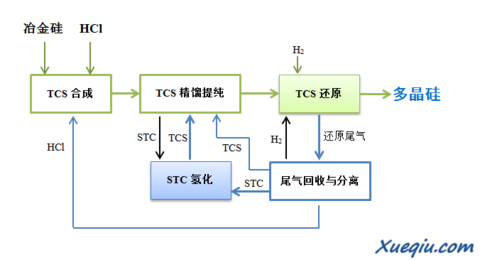 冶金硅
HCl
H2
TCS 合成
TCS 精馏提纯
TCS 还原
多晶硅
STC
TCS
TCS
H2
还原尾气
HCl
STC 氢化
STC
尾气回收与分离
Xueqiu.com